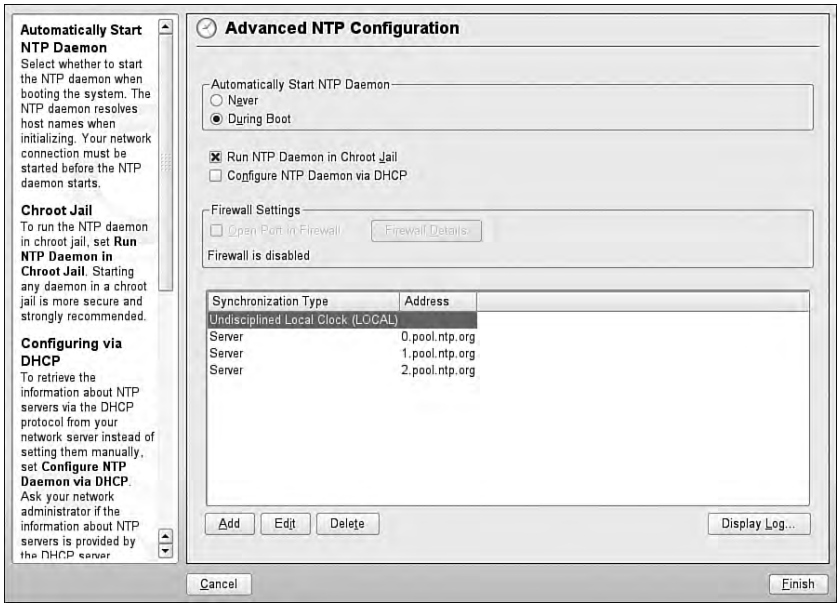 Automatically Start
NTP Daemon
Select whether to start
the NTP daemon when
booting the system. The
NTP daemon resolves
host names when
initializing. Your network
connection must be
started before the NTP
daemon starts.
Chroot Jail
To run the NTP daemon
in chroot jail, set Run
NTP Daemon in
Chroot Jail. Starting
any daemon in a chroot
jail is more secure and
strongly recommended.
Configuring via
DHCP
To retrieve the
information about NTP
servers via the DHCP
protocol from your
network server instead of
setting them manually,
set Configure NTP
Daemon via DHCP.
Ask your network
administrator if the
information about NTP
servers is provided by
the DHCP server
Advanced NTP Configuration
Automatically Start NTP Daemon
Never
During Boot
Run NTP Daemon in Chroot Jail
Configure NTP Daemon via DHCP
Firewall Settings
Open Port in Firewall Firewall Details...
Firewall is disabled
Synchronization Type Address
Undisciplined Local Clock (LOCAL)
Server 0.pool.ntp.org
Server 1.pool.ntp.org
Server 2.pool.ntp.org
Add Edit Delete Display Log...
Cancel Finish